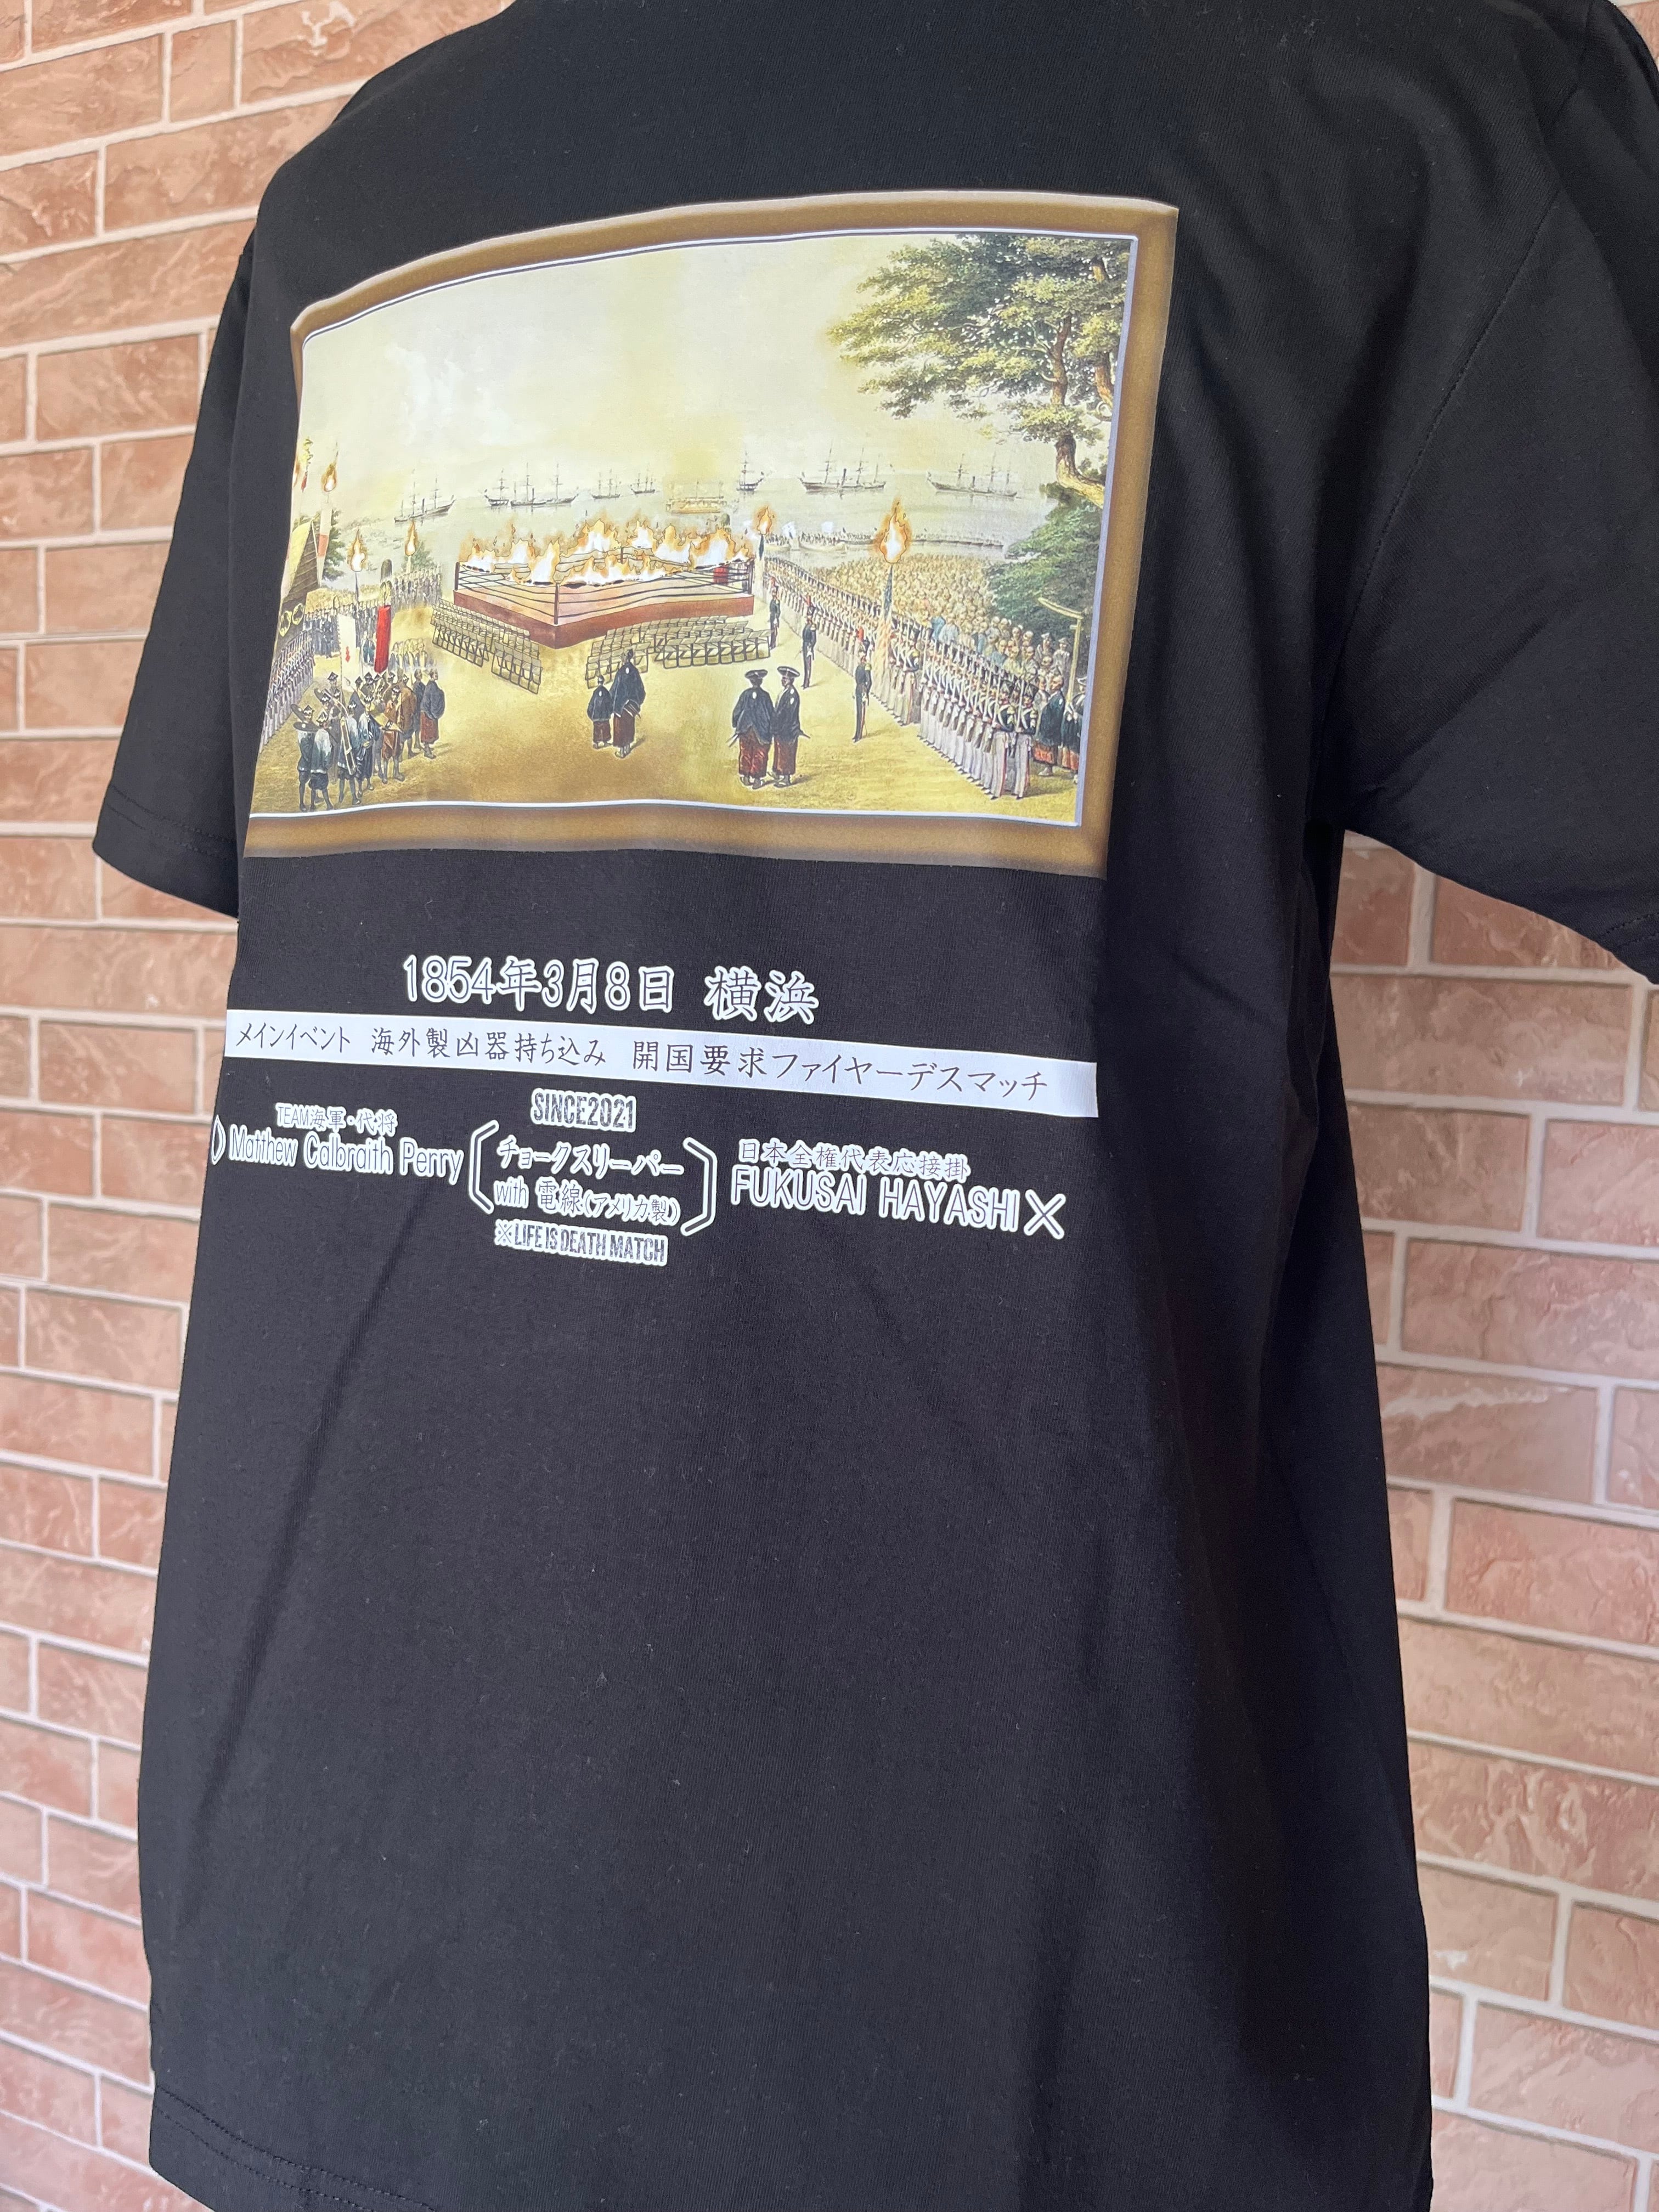 1854年3月8日 横浜
メインイベント 海外製凶器持ち込み 開国要求ファイヤーデスマッチ
SINCE2021
TEAM海軍・代将
Matthew Calbraith Perry
チョークスリーパー
with 電線(アメリカ製)
※LIFE IS DEATH MATCH
日本全権代表応接掛
FUKUSAI HAYASHI×